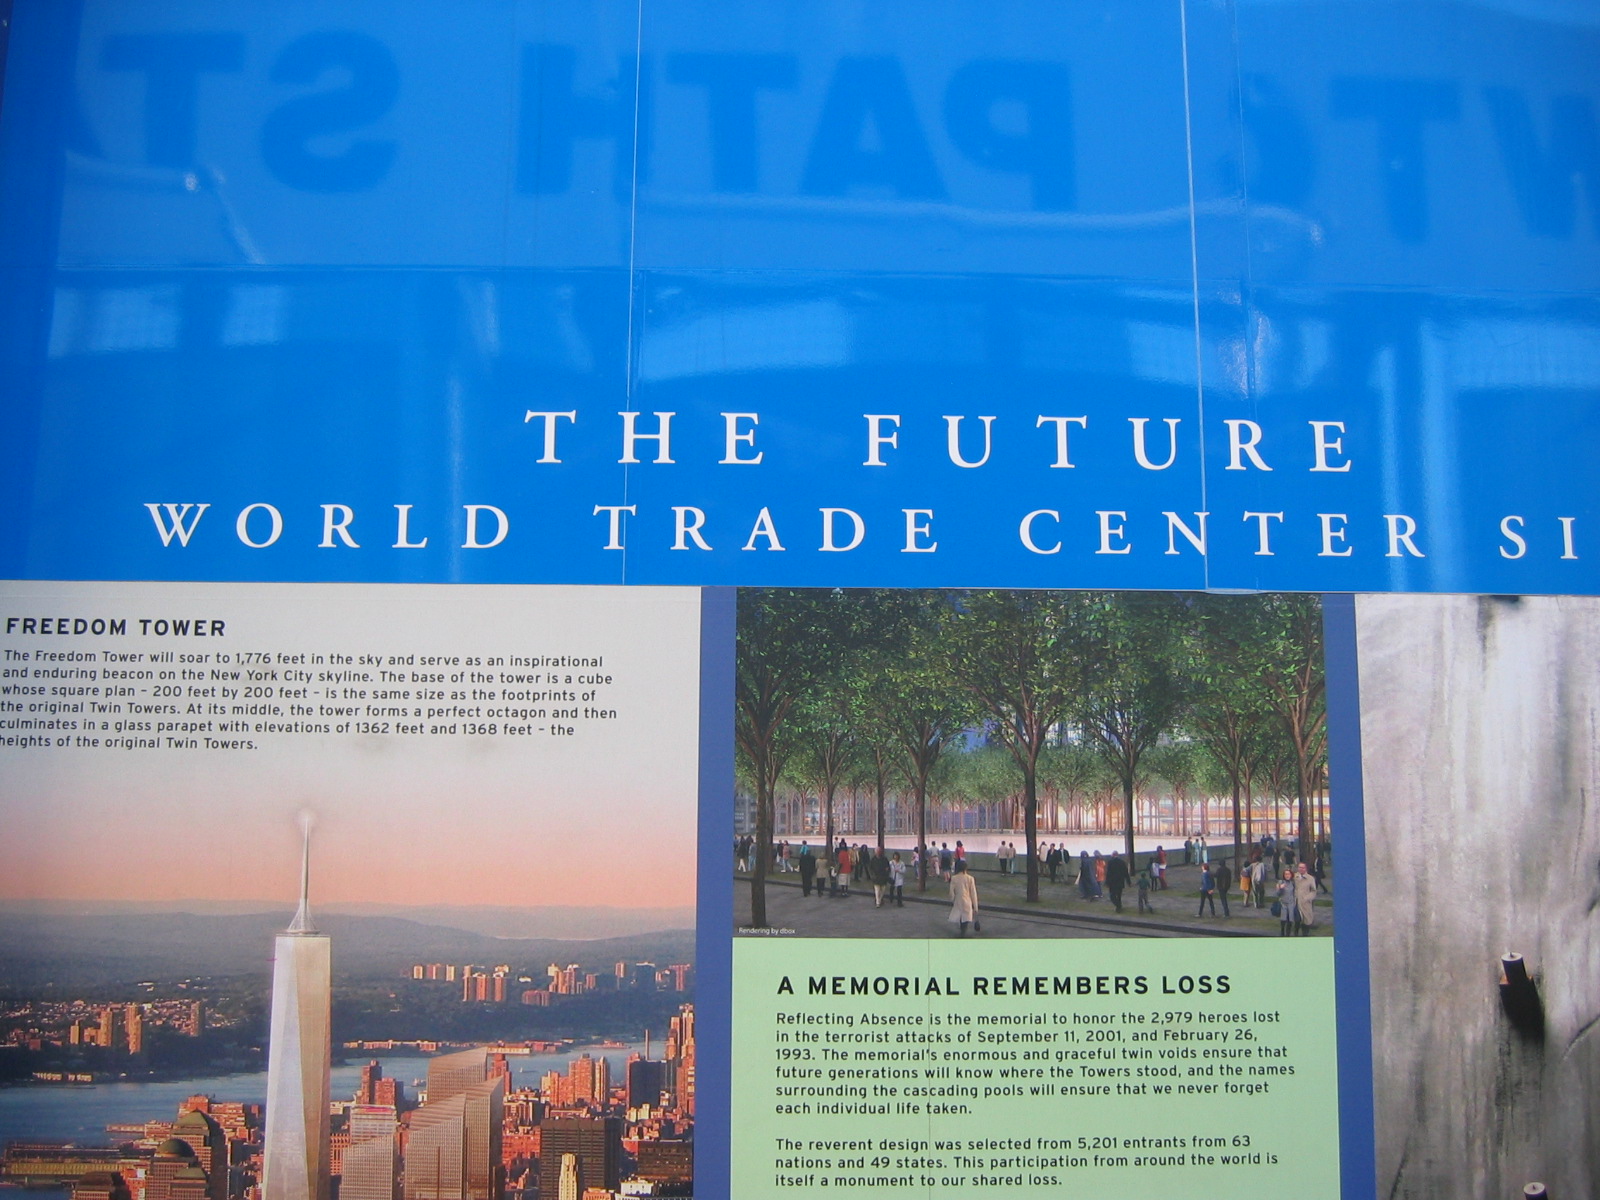 WTC PATH ST
THE FUTURE
WORLD TRADE CENTER SI
FREEDOM TOWER
The Freedom Tower will soar to 1,776 feet in the sky and serve as an inspirational
and enduring beacon on the New York City skyline. The base of the tower is a cube
whose square plan – 200 feet by 200 feet – is the same size as the footprints of
the original Twin Towers. At its middle, the tower forms a perfect octagon and then
culminates in a glass parapet with elevations of 1362 feet and 1368 feet – the
heights of the original Twin Towers.
Rendering by dbox
A MEMORIAL REMEMBERS LOSS
Reflecting Absence is the memorial to honor the 2,979 heroes lost
in the terrorist attacks of September 11, 2001, and February 26,
1993. The memorial's enormous and graceful twin voids ensure that
future generations will know where the Towers stood, and the names
surrounding the cascading pools will ensure that we never forget
each individual life taken.
The reverent design was selected from 5,201 entrants from 63
nations and 49 states. This participation from around the world is
itself a monument to our shared loss.